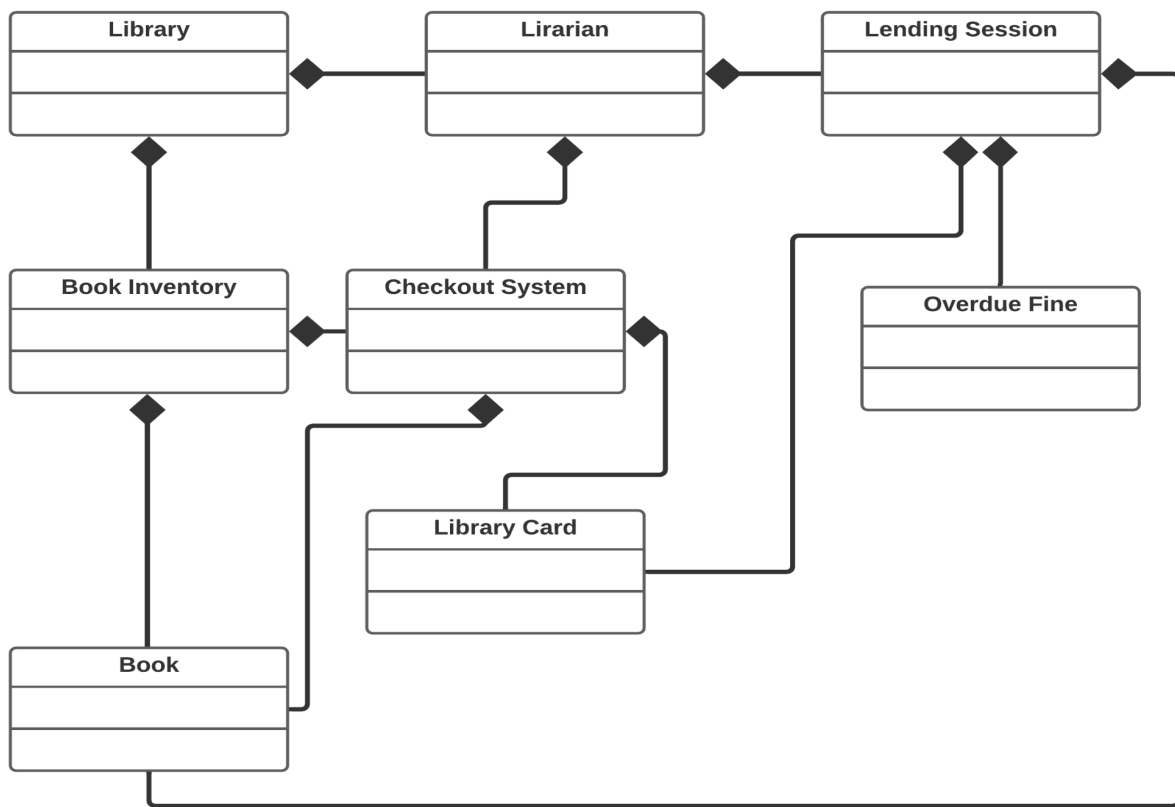 Library
Lirarian
Lending Session
Book Inventory
Checkout System
Overdue Fine
Library Card
Book